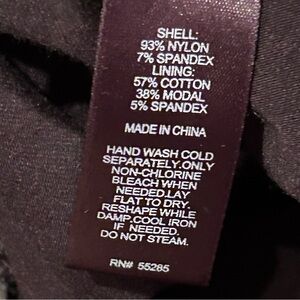 SHELL:
93% NYLON
7% SPANDEX
LINING:
57% COTTON
38% MODAL
5% SPANDEX
MADE IN CHINA
HAND WASH COLD
SEPARATELY.ONLY
NON-CHLORINE
BLEACH WHEN
NEEDED.LAY
FLAT TO DRY.
RESHAPE WHILE
DAMP.COOL IRON
IF NEEDED.
DO NOT STEAM.
RN# 55285